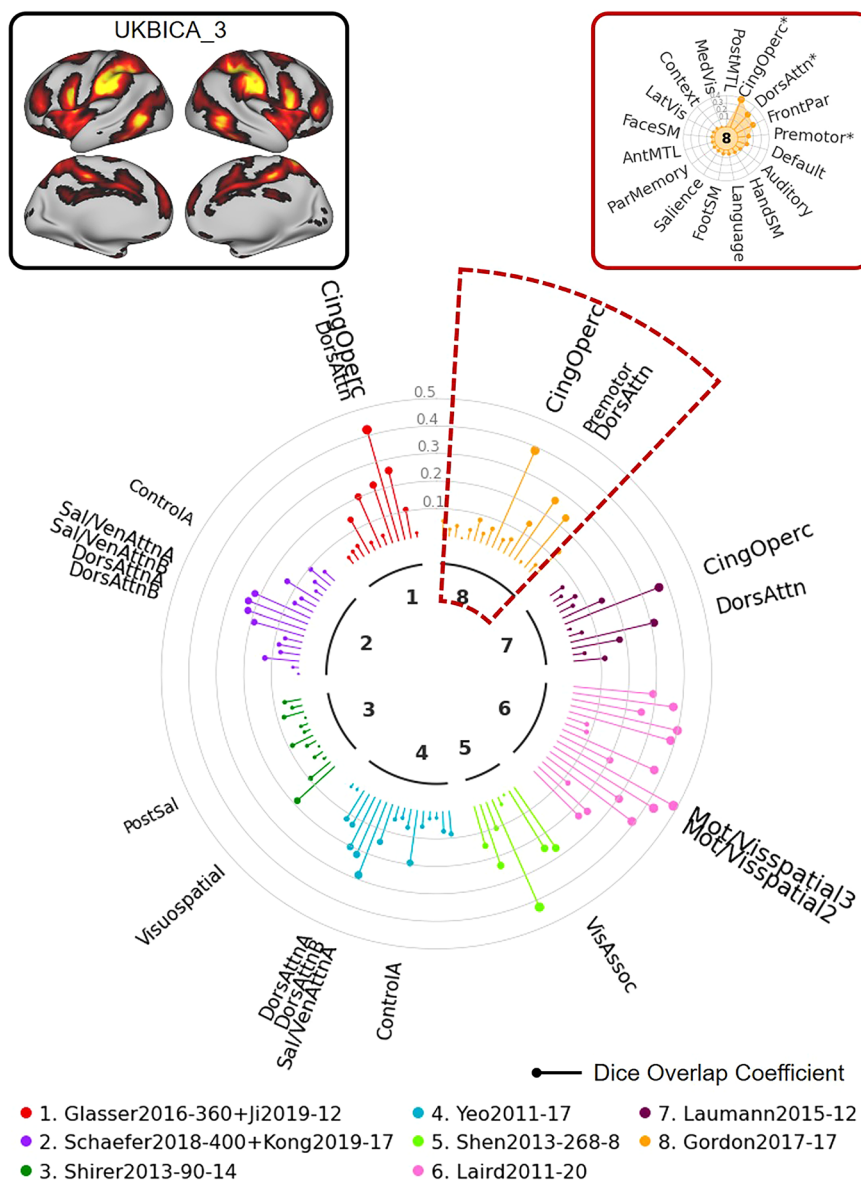 UKBICA_3
CingOperc*
PostMTL
MedVis
DorsAttn*
Context
FrontPar
LatVis
Premotor*
FaceSM
Default
AntMTL
Auditory
ParMemory
HandSM
Salience
FootSM
Language
0.1
8
CingOperc
DorsAttn
CingOperc
Premotor
DorsAttn
0.5
0.4
0.3
0.2
0.1
ControlA
Sal/VenAttnA
Sal/VenAttnB
DorsAttnA
DorsAttnB
CingOperc
DorsAttn
1
8
2
7
3
6
4
5
PostSal
Visuospatial
Mot/Visspatial3
Mot/Visspatial2
VisAssoc
DorsAttnA
DorsAttnB
Sal/VenAttnA
ControlA
Dice Overlap Coefficient
1. Glasser2016-360+Ji2019-12
4. Yeo2011-17
7. Laumann2015-12
2. Schaefer2018-400+Kong2019-17
5. Shen2013-268-8
8. Gordon2017-17
3. Shirer2013-90-14
6. Laird2011-20